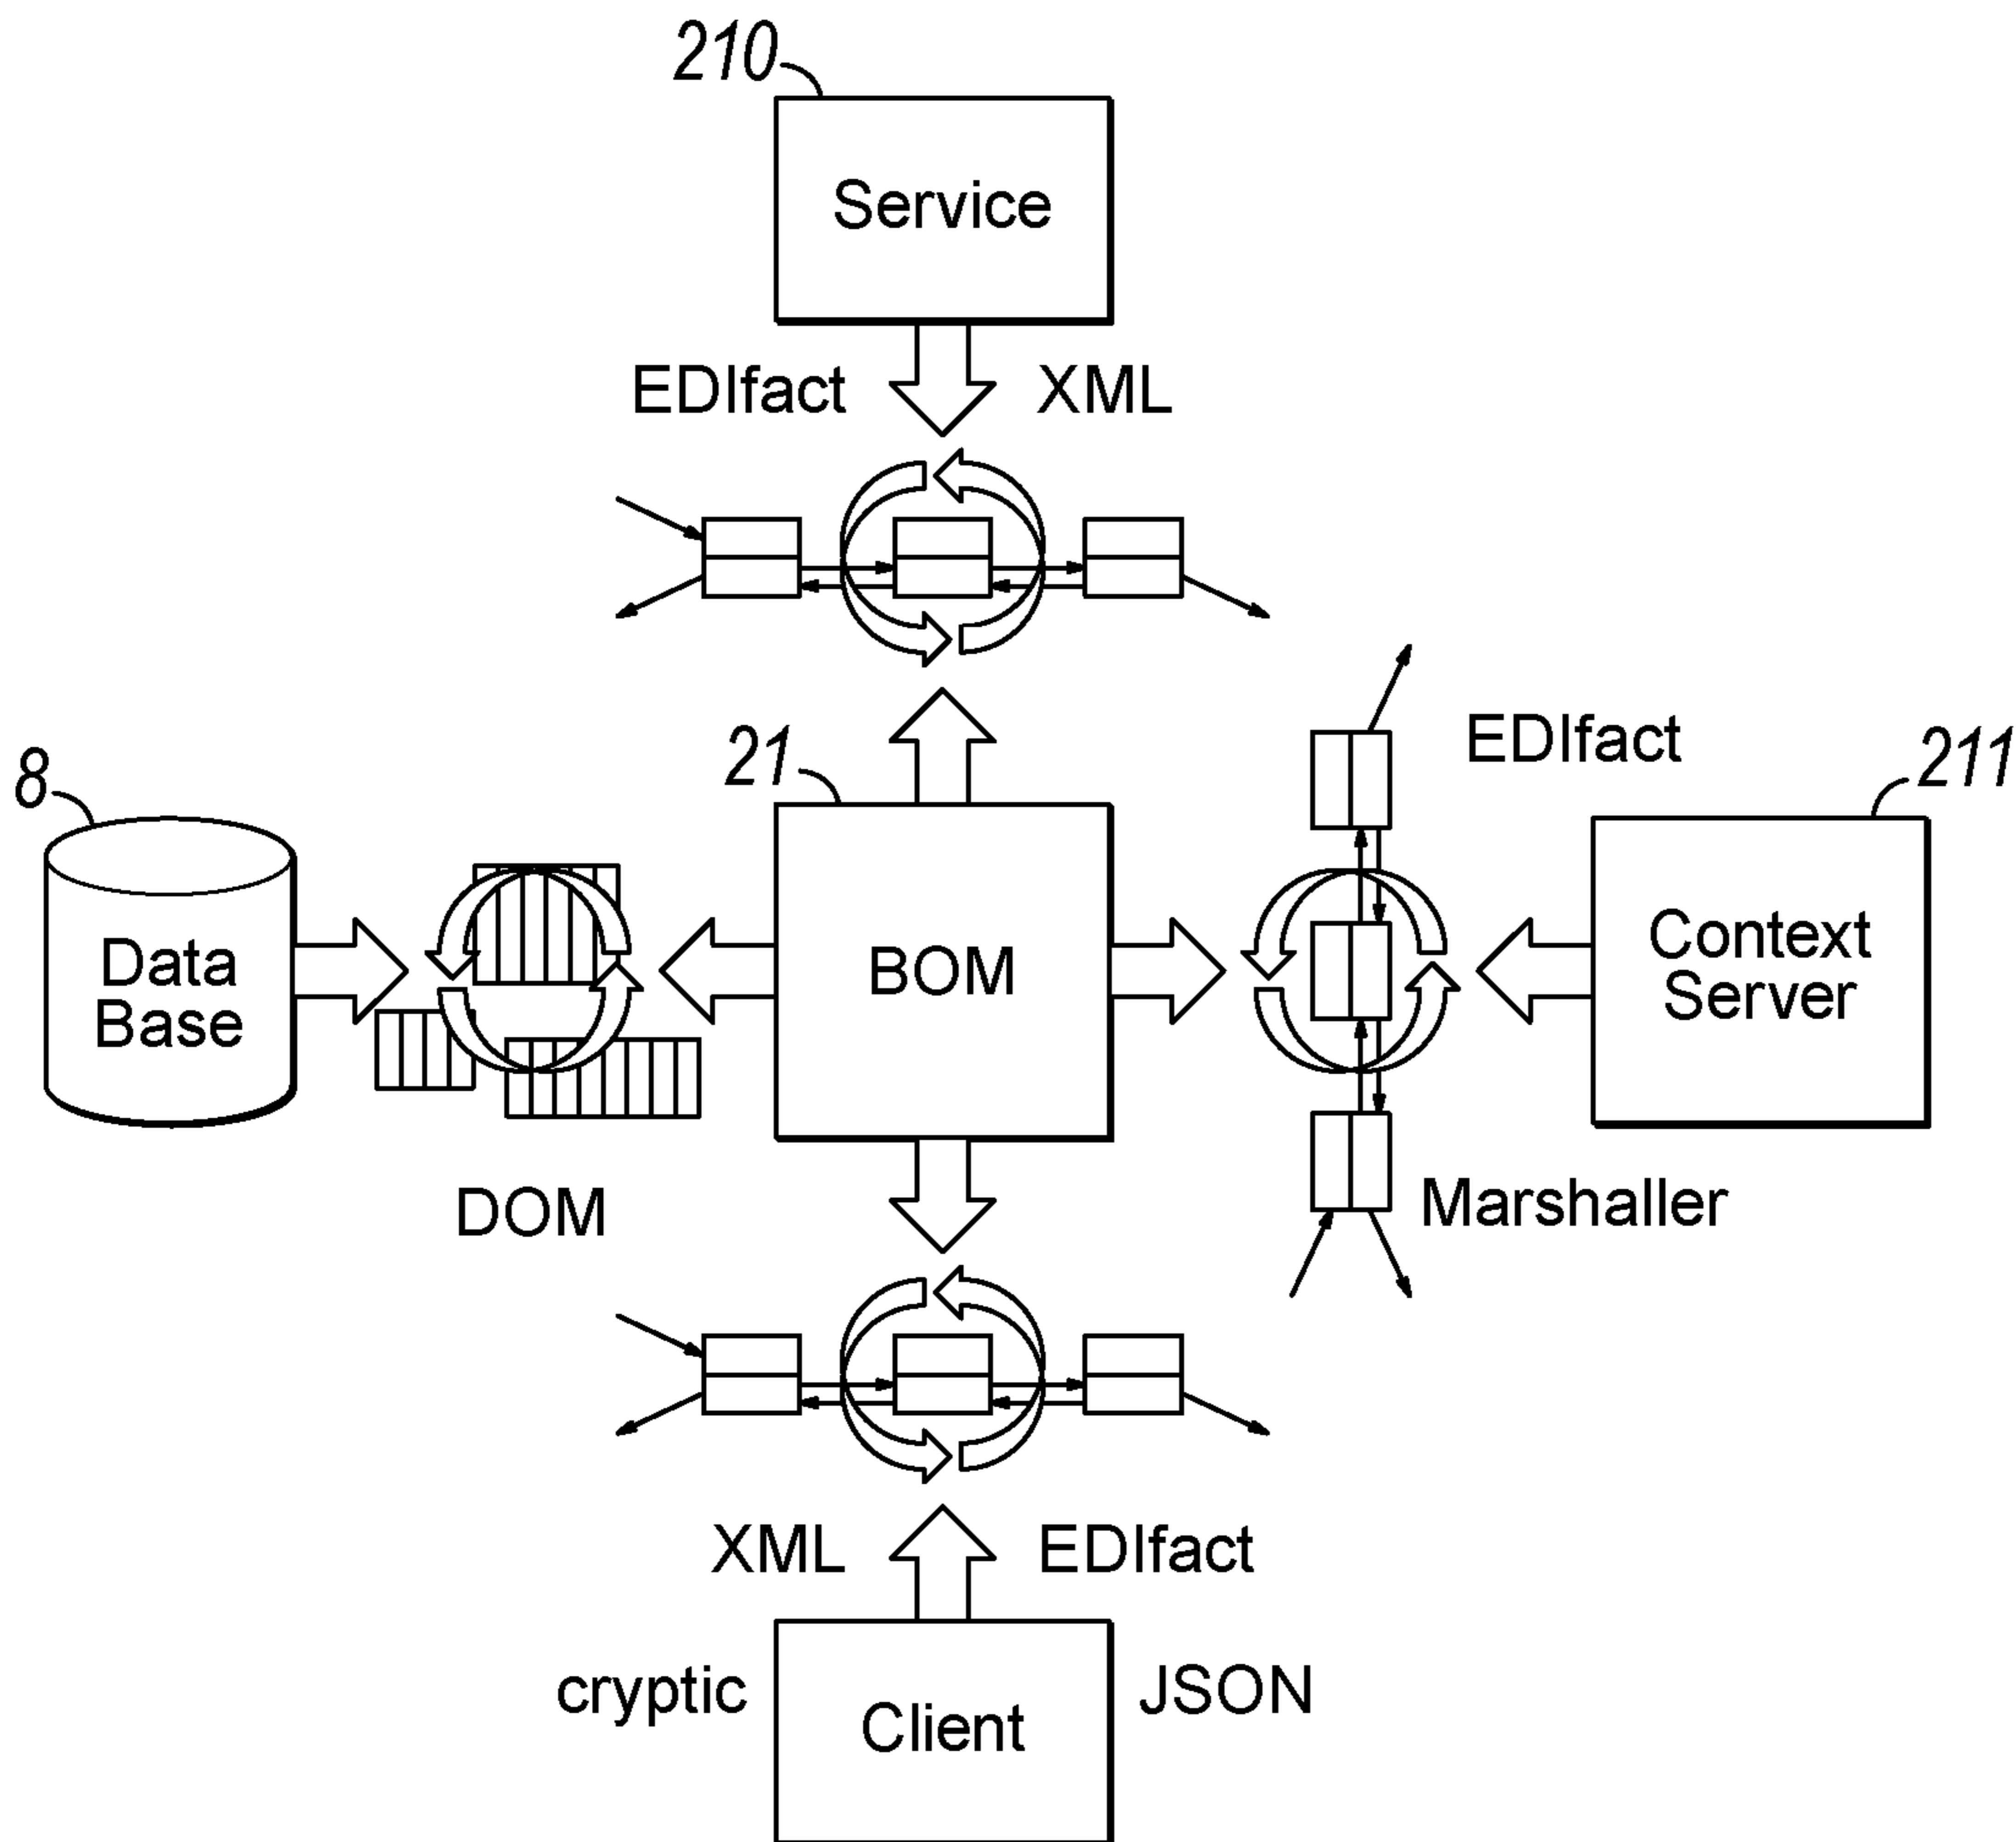 210
Service
EDIfact
XML
8
21
EDIfact
211
Data
Base
BOM
Context
Server
DOM
Marshaller
XML
EDIfact
cryptic
JSON
Client